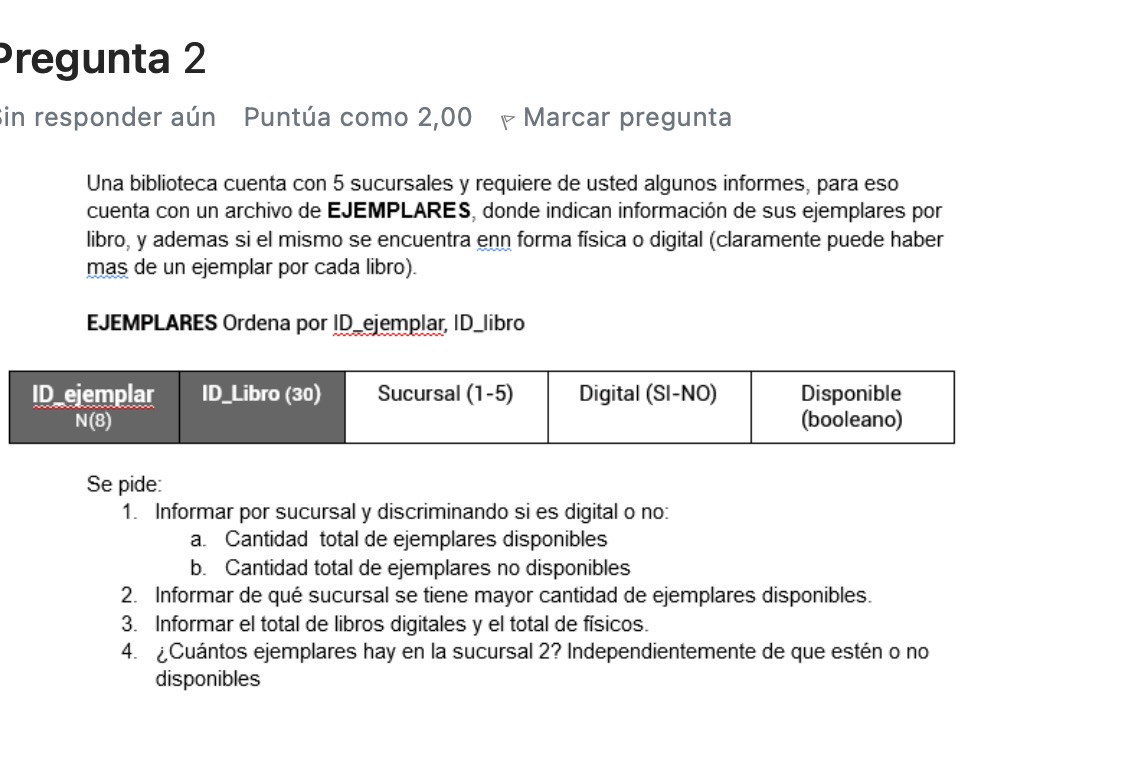 Pregunta 2
Sin responder aún Puntúa como 2,00 Marcar pregunta
Una biblioteca cuenta con 5 sucursales y requiere de usted algunos informes, para eso
cuenta con un archivo de EJEMPLARES, donde indican información de sus ejemplares por
libro, y ademas si el mismo se encuentra enn forma física o digital (claramente puede haber
mas de un ejemplar por cada libro).
EJEMPLARES Ordena por ID_ejemplar, ID_libro
ID_ejemplar ID_Libro (30) Sucursal (1-5) Digital (SI-NO) Disponible
N(8) (booleano)
Se pide:
1. Informar por sucursal y discriminando si es digital o no:
a. Cantidad total de ejemplares disponibles
b. Cantidad total de ejemplares no disponibles
2. Informar de qué sucursal se tiene mayor cantidad de ejemplares disponibles.
3. Informar el total de libros digitales y el total de físicos.
4. ¿Cuántos ejemplares hay en la sucursal 2? Independientemente de que estén o no
disponibles